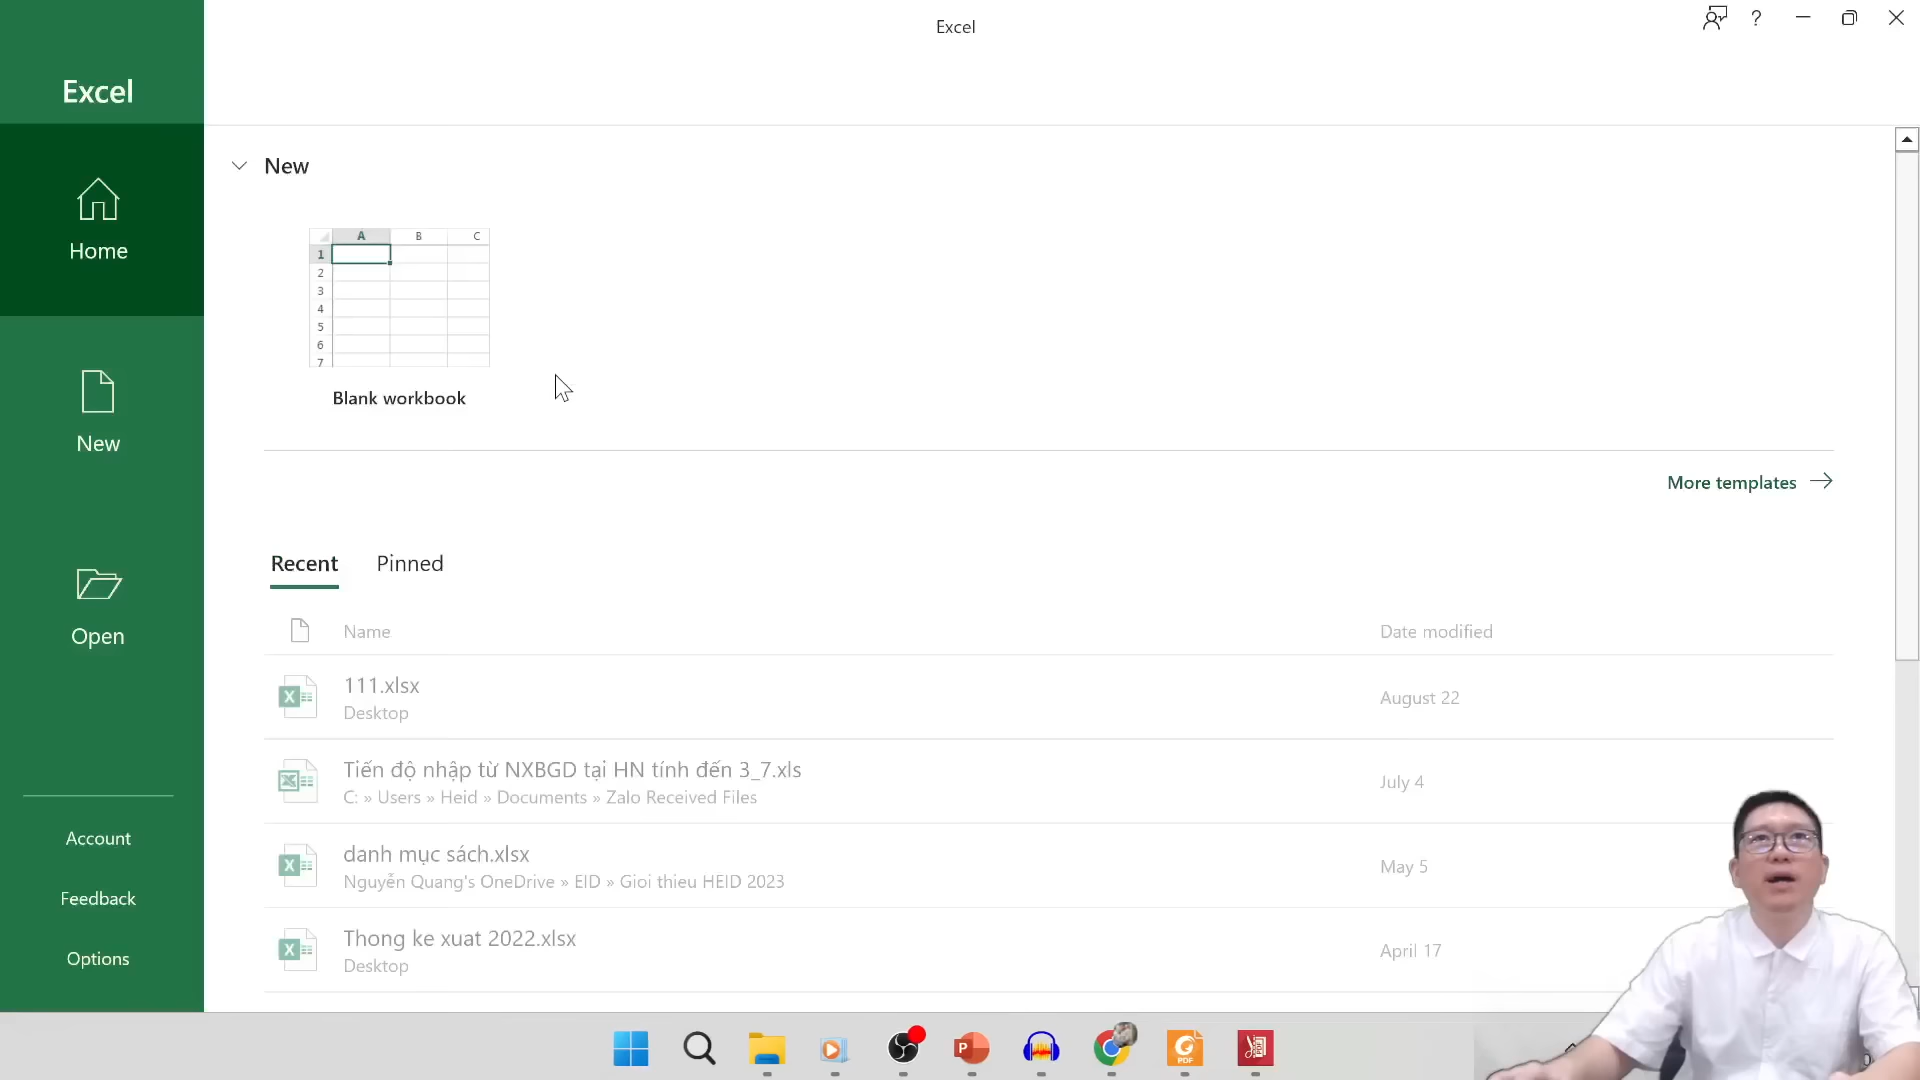 Excel
?
Excel
Home
New
Open
Account
Feedback
Options
New
A B C
1
2
3
4
5
6
7
Blank workbook
More templates
Recent Pinned
Name Date modified
111.xlsx
Desktop
August 22
Tiến độ nhập từ NXBGD tại HN tính đến 3_7.xls
C: » Users » Heid » Documents » Zalo Received Files
July 4
danh mục sách.xlsx
Nguyễn Quang's OneDrive » EID » Gioi thieu HEID 2023
May 5
Thong ke xuat 2022.xlsx
Desktop
April 17
P
PDF